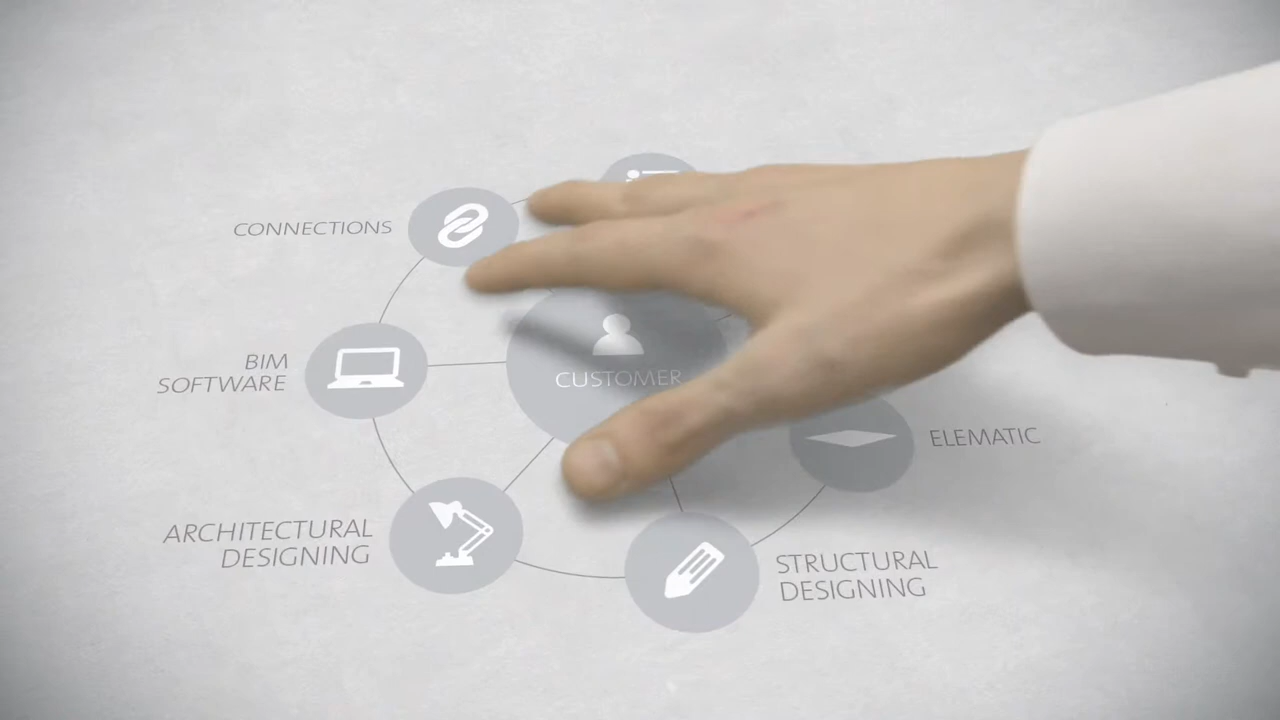 CONNECTIONS
CUSTOMER
BIM
SOFTWARE
ELEMATIC
ARCHITECTURAL
DESIGNING
STRUCTURAL
DESIGNING